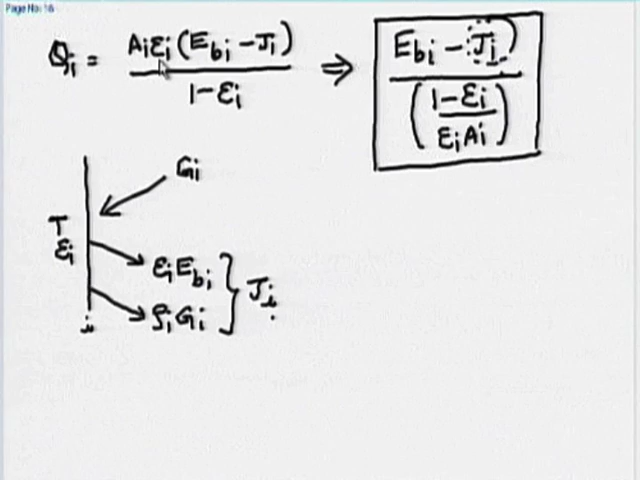 Page No: 16
Qi = Aiεi(Ebi - Ji) / 1-εi ⇒ Ebi - Ji / (1-εi / εiAi)
Gi
T
εi
εiEbi } Ji
ρiGi
i